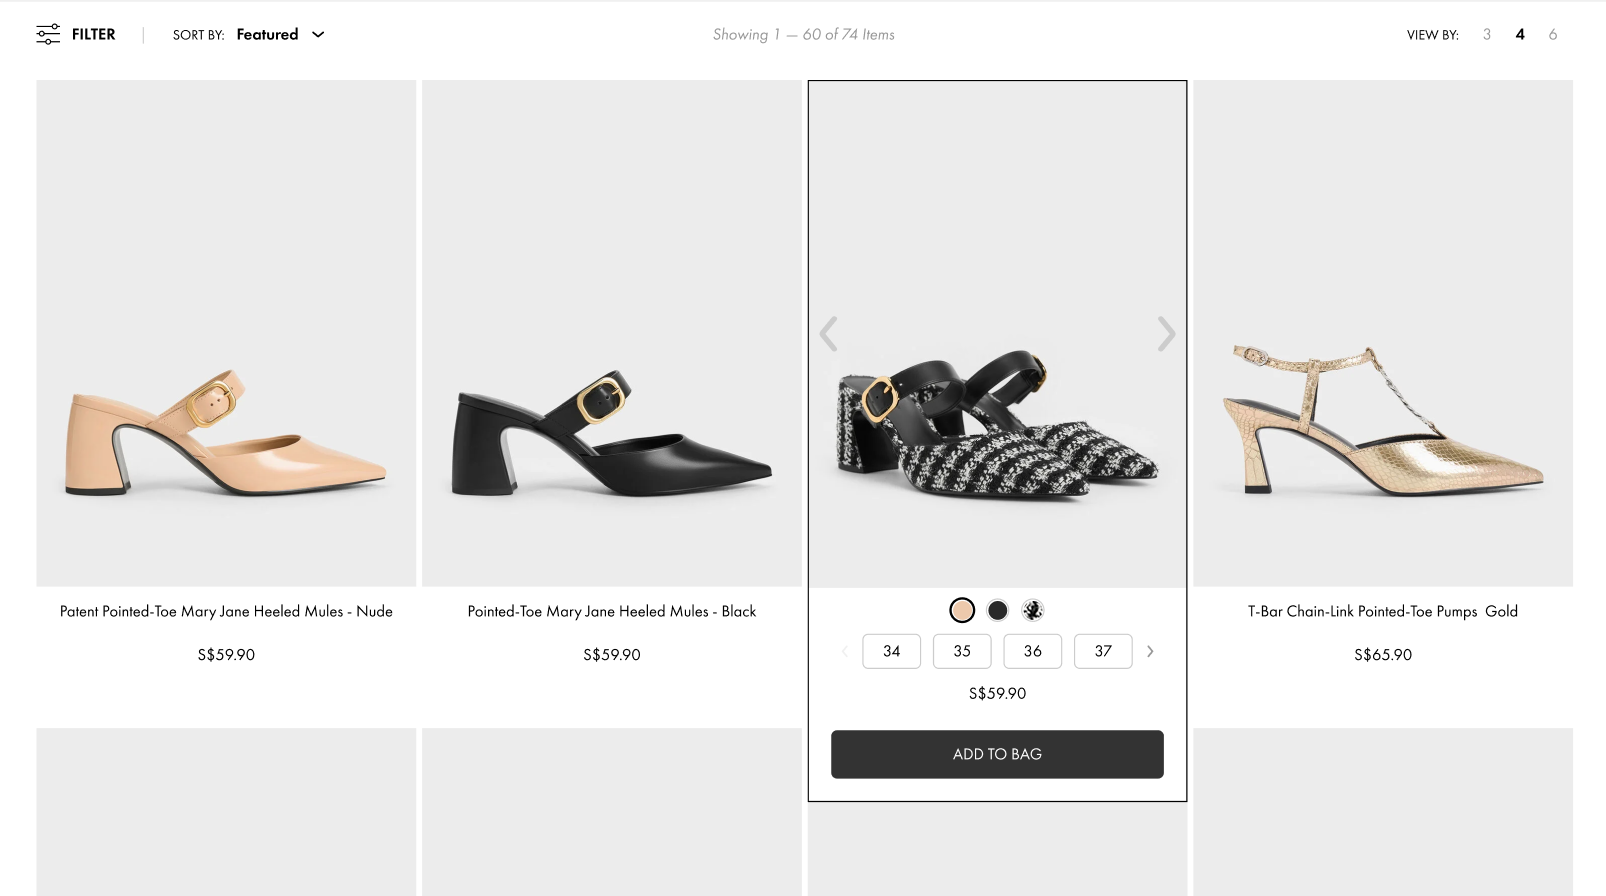 FILTER SORT BY: Featured Showing 1 — 60 of 74 Items VIEW BY: 3 4 6
Patent Pointed-Toe Mary Jane Heeled Mules - Nude
S$59.90
Pointed-Toe Mary Jane Heeled Mules - Black
S$59.90
34 35 36 37
S$59.90
ADD TO BAG
T-Bar Chain-Link Pointed-Toe Pumps  Gold
S$65.90